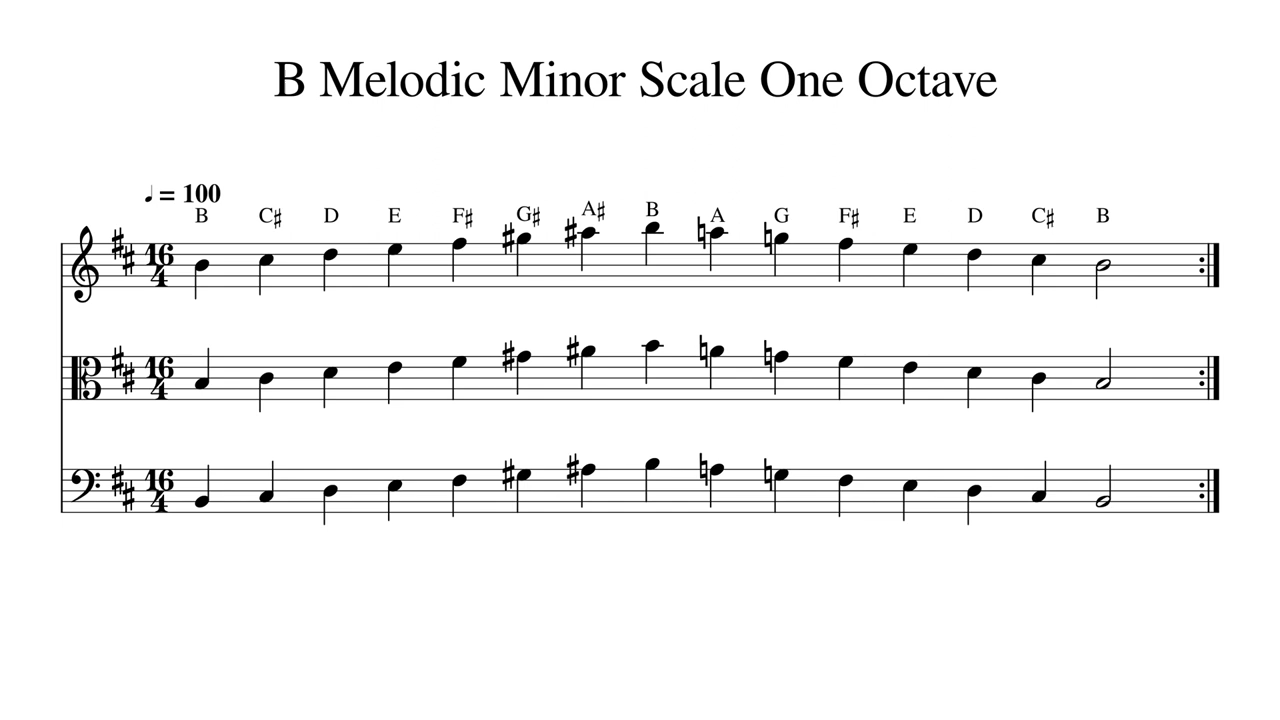 B Melodic Minor Scale One Octave
♩ = 100
B C♯ D E F♯ G♯ A♯ B A G F♯ E D C♯ B
16
4
16
4
16
4